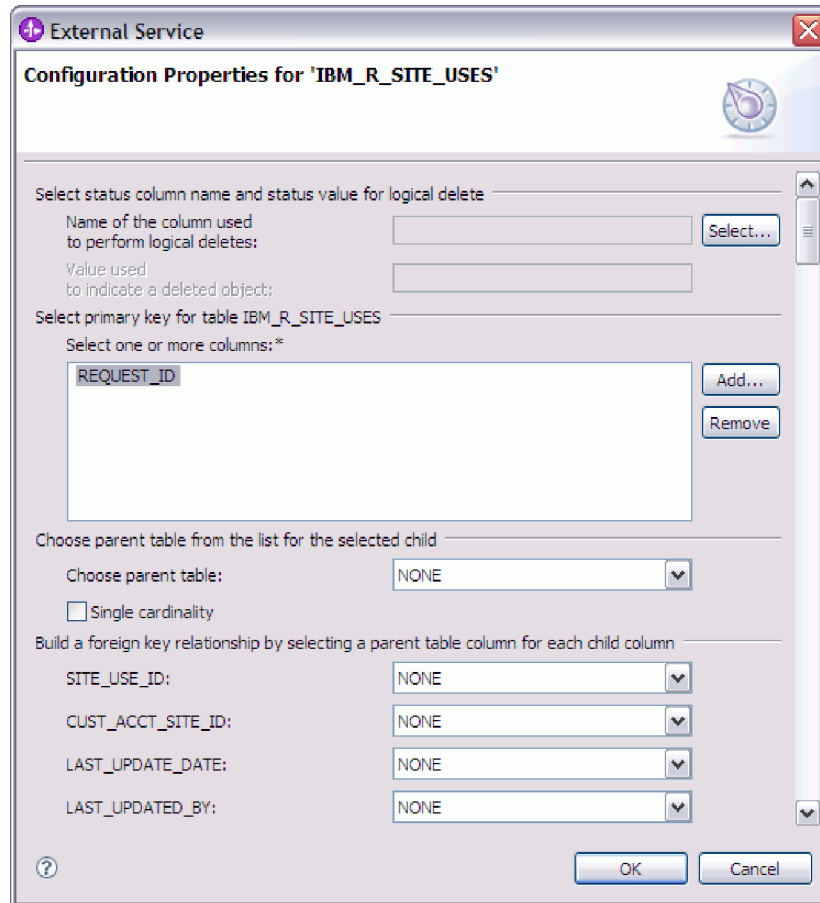 External Service
Configuration Properties for 'IBM_R_SITE_USES'
Select status column name and status value for logical delete
Name of the column used
to perform logical deletes:
Select...
Value used
to indicate a deleted object:
Select primary key for table IBM_R_SITE_USES
Select one or more columns:*
REQUEST_ID
Add...
Remove
Choose parent table from the list for the selected child
Choose parent table: NONE
Single cardinality
Build a foreign key relationship by selecting a parent table column for each child column
SITE_USE_ID: NONE
CUST_ACCT_SITE_ID: NONE
LAST_UPDATE_DATE: NONE
LAST_UPDATED_BY: NONE
? OK Cancel